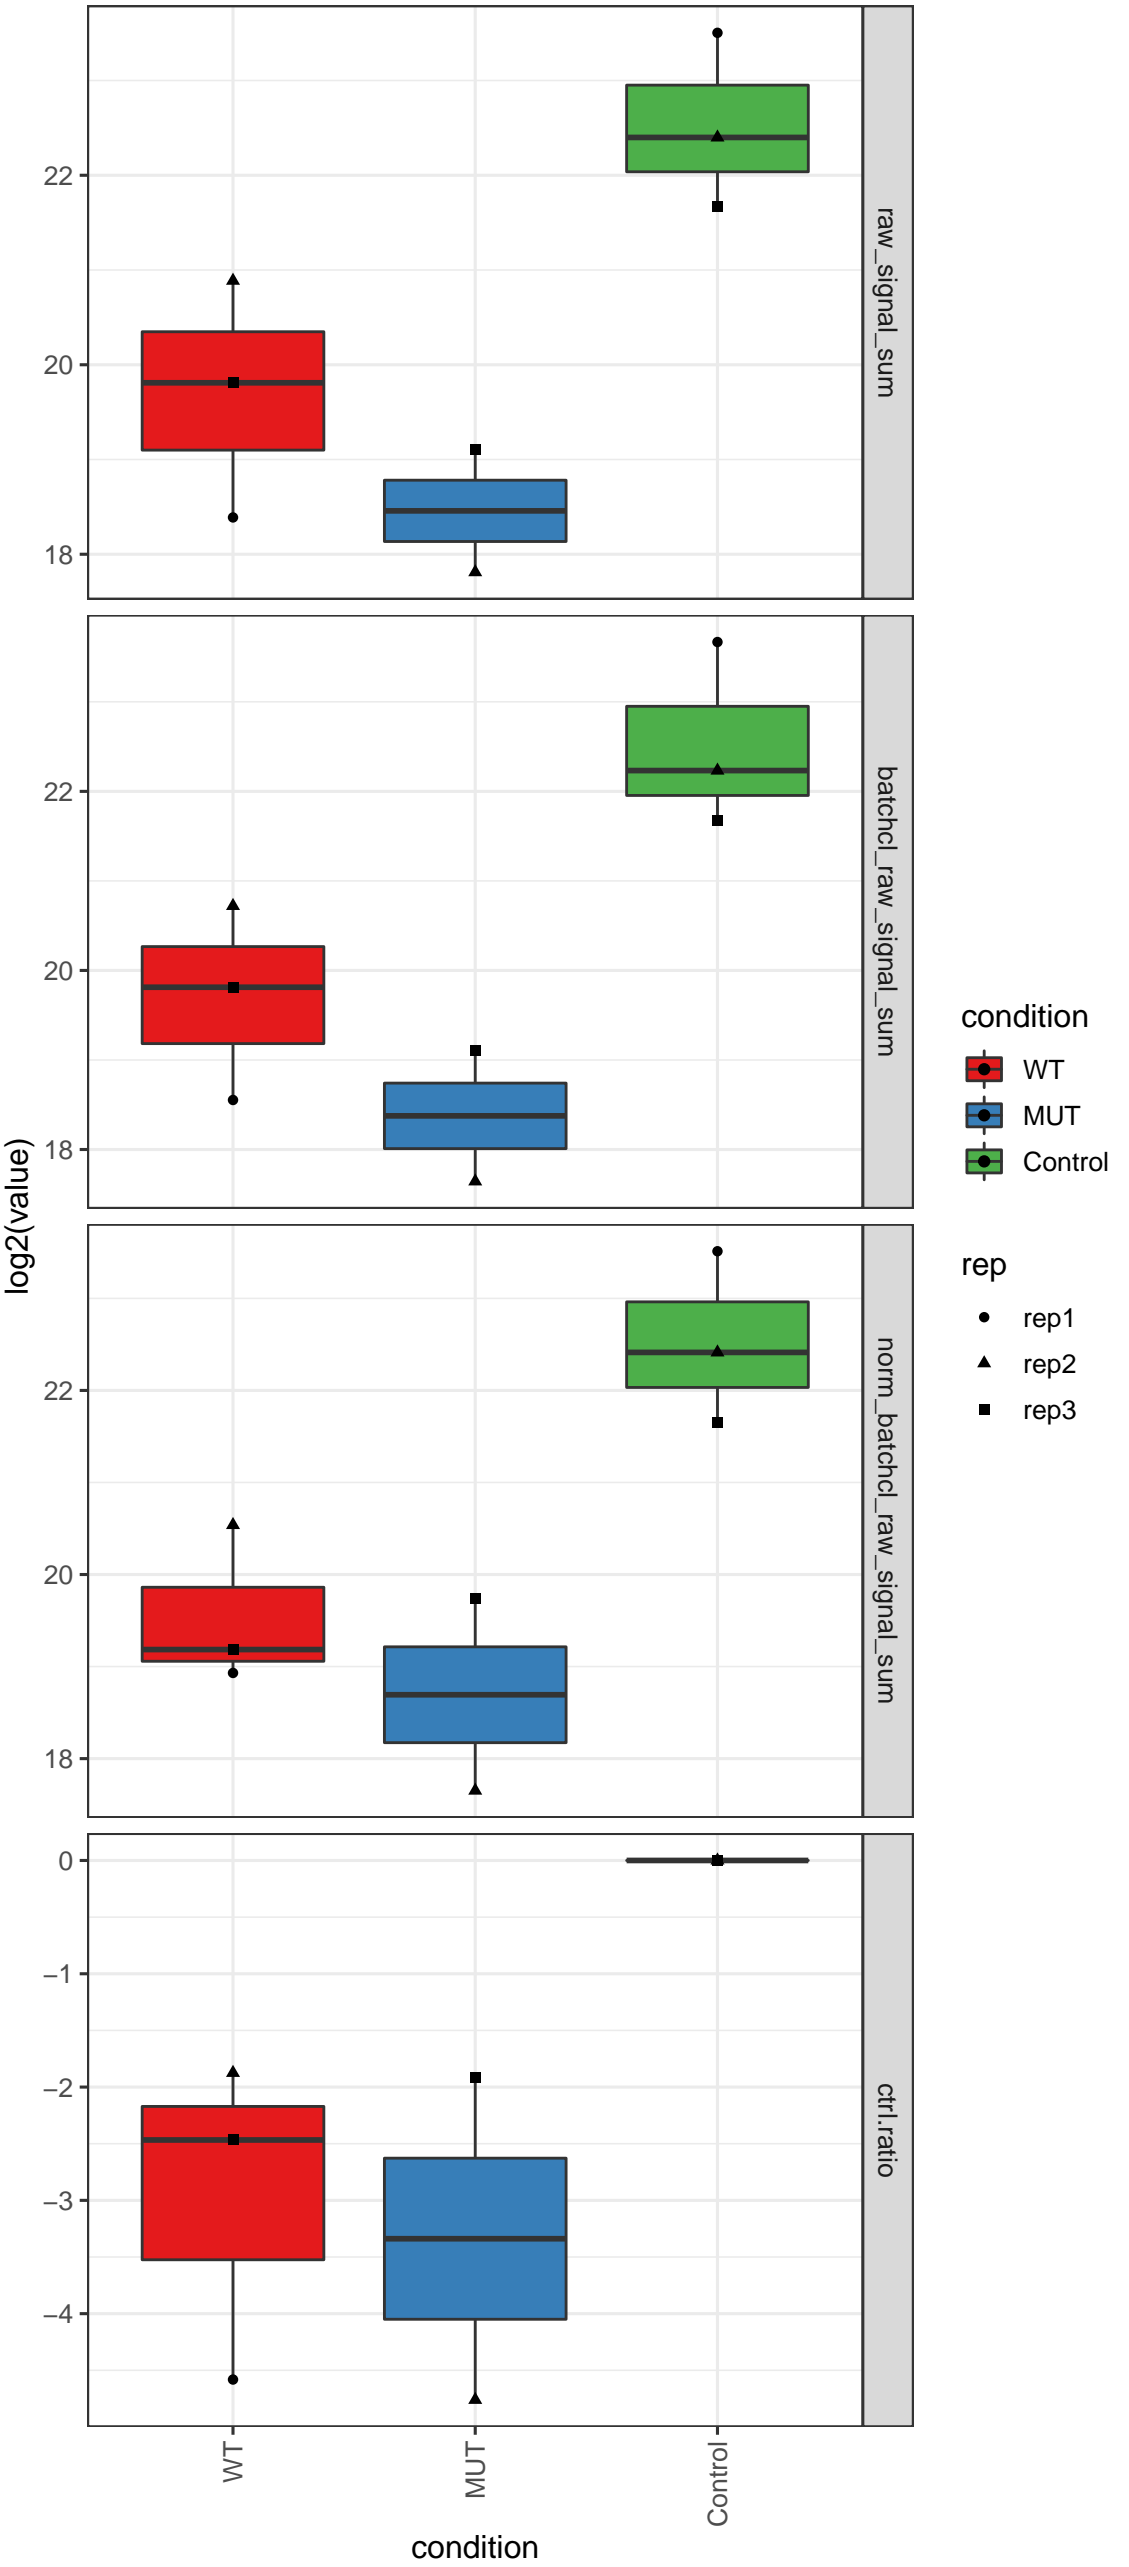 log2(value)
22
20
18
raw_signal_sum
22
20
18
batchcl_raw_signal_sum
22
20
18
norm_batchcl_raw_signal_sum
0
−1
−2
−3
−4
ctrl.ratio
WT
MUT
Control
condition
condition
WT
MUT
Control
rep
rep1
rep2
rep3